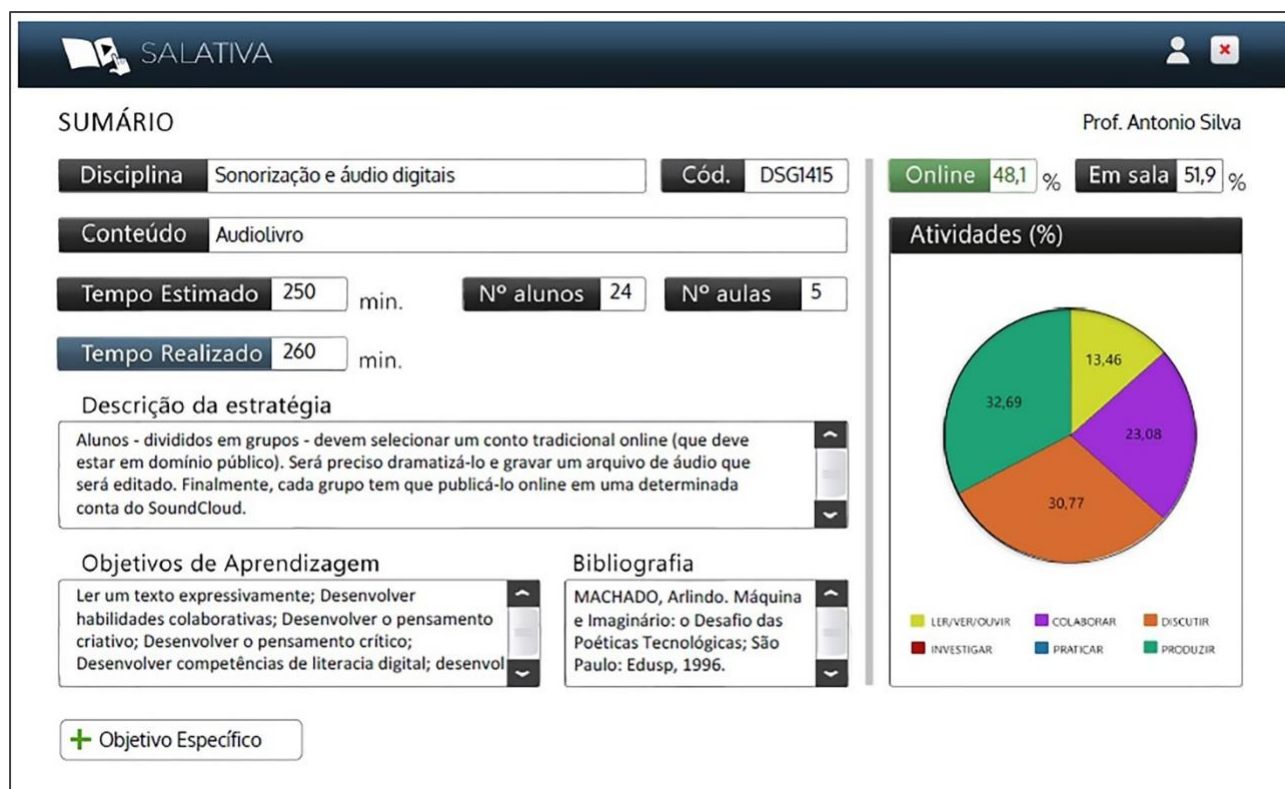 SALATIVA
SUMÁRIO
Prof. Antonio Silva
Disciplina Sonorização e áudio digitais
Cód. DSG1415
Online 48,1 %
Em sala 51,9 %
Conteúdo Audiolivro
Atividades (%)
Tempo Estimado 250 min.
Nº alunos 24
Nº aulas 5
Tempo Realizado 260 min.
Descrição da estratégia
Alunos - divididos em grupos - devem selecionar um conto tradicional online (que deve
estar em domínio público). Será preciso dramatizá-lo e gravar um arquivo de áudio que
será editado. Finalmente, cada grupo tem que publicá-lo online em uma determinada
conta do SoundCloud.
Objetivos de Aprendizagem
Ler um texto expressivamente; Desenvolver
habilidades colaborativas; Desenvolver o pensamento
criativo; Desenvolver o pensamento crítico;
Desenvolver competências de literacia digital; desenvol
Bibliografia
MACHADO, Arlindo. Máquina
e Imaginário: o Desafio das
Poéticas Tecnológicas; São
Paulo: Edusp, 1996.
13,46
32,69
23,08
30,77
LER/VER/OUVIR COLABORAR DISCUTIR
INVESTIGAR PRATICAR PRODUZIR
+ Objetivo Específico